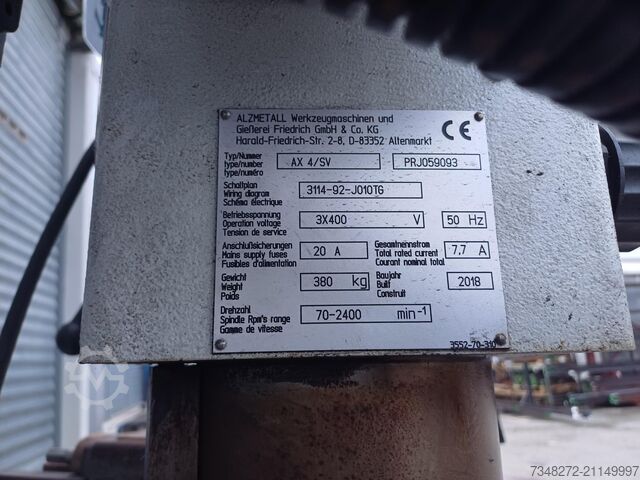 ALZMETALL Werkzeugmaschinen und
Gießerei Friedrich GmbH & Co. KG
Harald-Friedrich-Str. 2-8, D-83352 Altenmarkt
CE
Typ/Nummer
type/number
type/numéro
AX 4/SV
PRJ059093
Schaltplan
Wiring diagram
Schéma électrique
3114-92-J010TG
Betriebsspannung
Operation voltage
Tension de service
3X400 V
50 Hz
Anschlußsicherungen
Mains supply fuses
Fusibles d'alimentation
20 A
Gesamtnennstrom
Total rated current
Courant nominal total
7.7 A
Gewicht
Weight
Poids
380 kg
Baujahr
Built
Construit
2018
Drehzahl
Spindle Rpm's range
Gamme de vitesse
70-2400 min⁻¹
3552-70-310
7348272-21149997